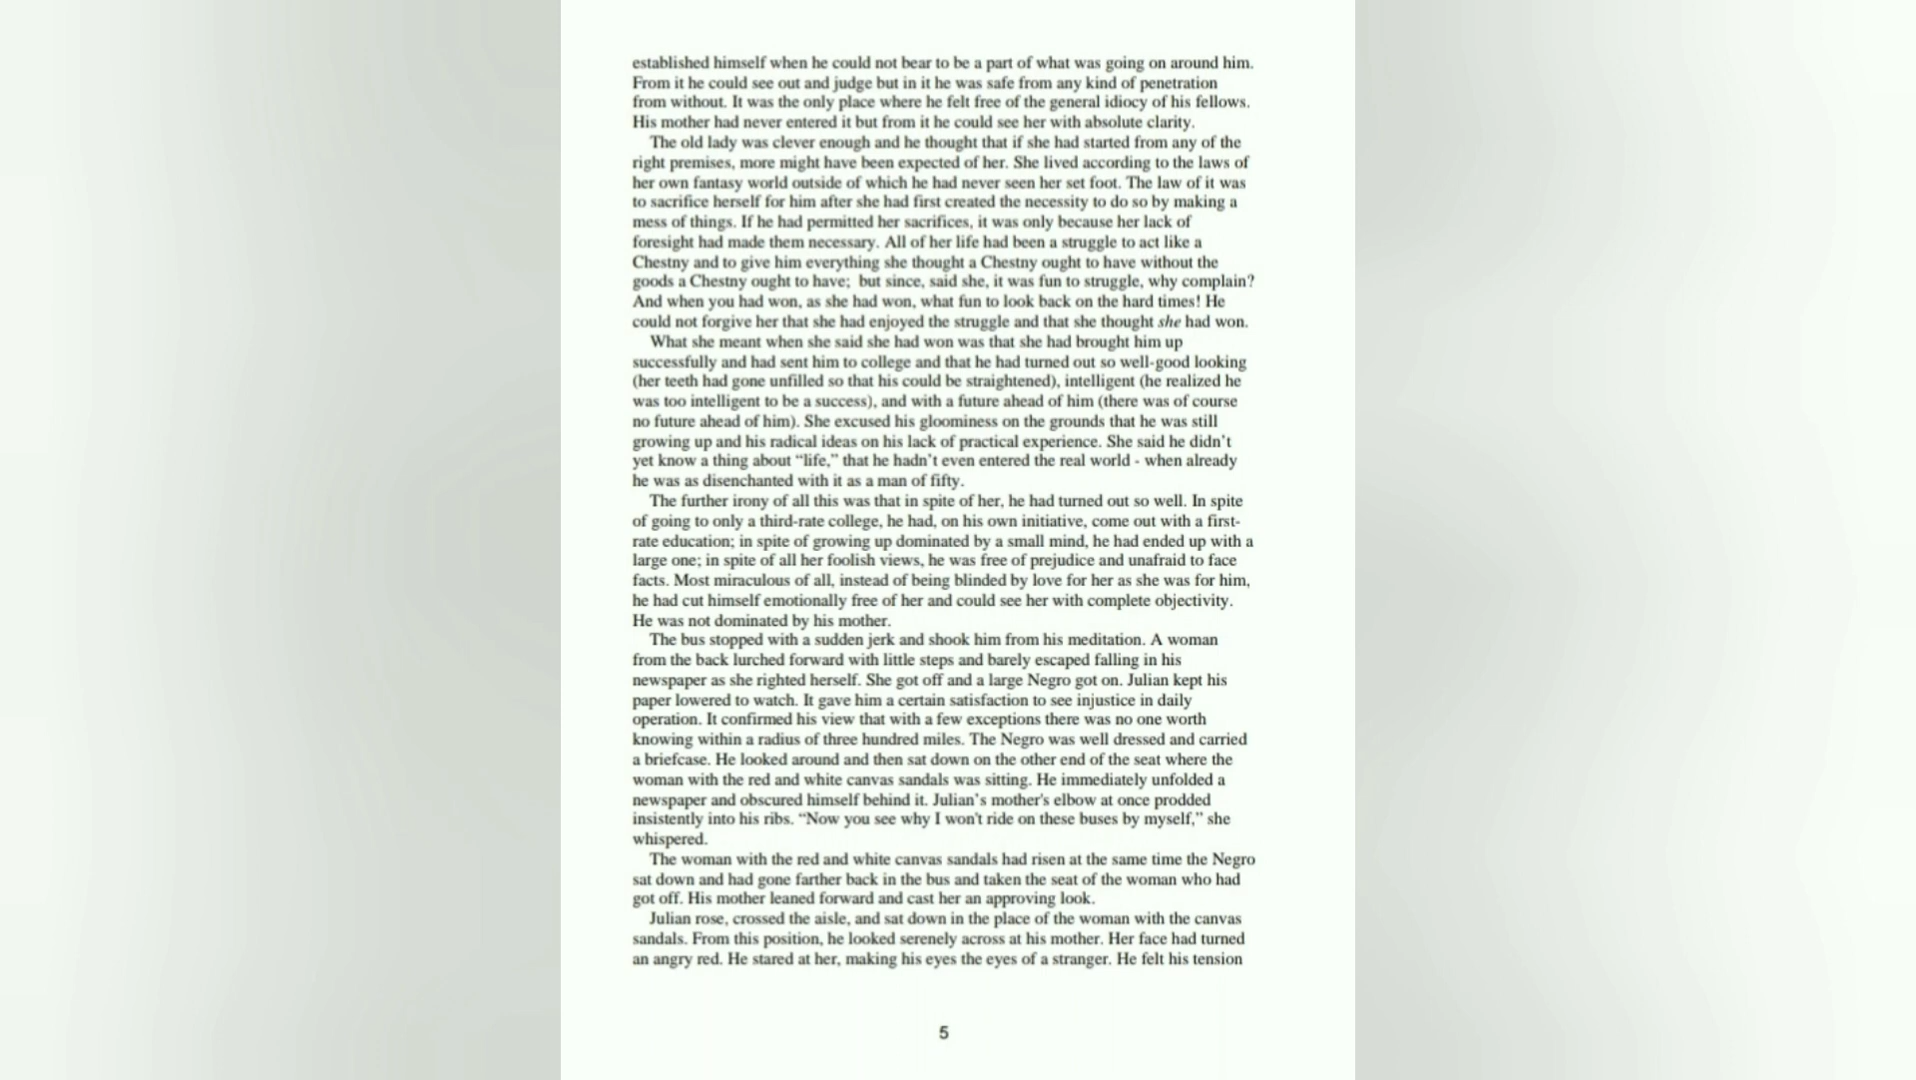 established himself when he could not bear to be a part of what was going on around him.
From it he could see out and judge but in it he was safe from any kind of penetration
from without. It was the only place where he felt free of the general idiocy of his fellows.
His mother had never entered it but from it he could see her with absolute clarity.
The old lady was clever enough and he thought that if she had started from any of the
right premises, more might have been expected of her. She lived according to the laws of
her own fantasy world outside of which he had never seen her set foot. The law of it was
to sacrifice herself for him after she had first created the necessity to do so by making a
mess of things. If he had permitted her sacrifices, it was only because her lack of
foresight had made them necessary. All of her life had been a struggle to act like a
Chestny and to give him everything she thought a Chestny ought to have without the
goods a Chestny ought to have; but since, said she, it was fun to struggle, why complain?
And when you had won, as she had won, what fun to look back on the hard times! He
could not forgive her that she had enjoyed the struggle and that she thought she had won.
What she meant when she said she had won was that she had brought him up
successfully and had sent him to college and that he had turned out so well-good looking
(her teeth had gone unfilled so that his could be straightened), intelligent (he realized he
was too intelligent to be a success), and with a future ahead of him (there was of course
no future ahead of him). She excused his gloominess on the grounds that he was still
growing up and his radical ideas on his lack of practical experience. She said he didn't
yet know a thing about “life,” that he hadn't even entered the real world - when already
he was as disenchanted with it as a man of fifty.
The further irony of all this was that in spite of her, he had turned out so well. In spite
of going to only a third-rate college, he had, on his own initiative, come out with a first-
rate education; in spite of growing up dominated by a small mind, he had ended up with a
large one; in spite of all her foolish views, he was free of prejudice and unafraid to face
facts. Most miraculous of all, instead of being blinded by love for her as she was for him,
he had cut himself emotionally free of her and could see her with complete objectivity.
He was not dominated by his mother.
The bus stopped with a sudden jerk and shook him from his meditation. A woman
from the back lurched forward with little steps and barely escaped falling in his
newspaper as she righted herself. She got off and a large Negro got on. Julian kept his
paper lowered to watch. It gave him a certain satisfaction to see injustice in daily
operation. It confirmed his view that with a few exceptions there was no one worth
knowing within a radius of three hundred miles. The Negro was well dressed and carried
a briefcase. He looked around and then sat down on the other end of the seat where the
woman with the red and white canvas sandals was sitting. He immediately unfolded a
newspaper and obscured himself behind it. Julian's mother's elbow at once prodded
insistently into his ribs. “Now you see why I won't ride on these buses by myself,” she
whispered.
The woman with the red and white canvas sandals had risen at the same time the Negro
sat down and had gone farther back in the bus and taken the seat of the woman who had
got off. His mother leaned forward and cast her an approving look.
Julian rose, crossed the aisle, and sat down in the place of the woman with the canvas
sandals. From this position, he looked serenely across at his mother. Her face had turned
an angry red. He stared at her, making his eyes the eyes of a stranger. He felt his tension
5